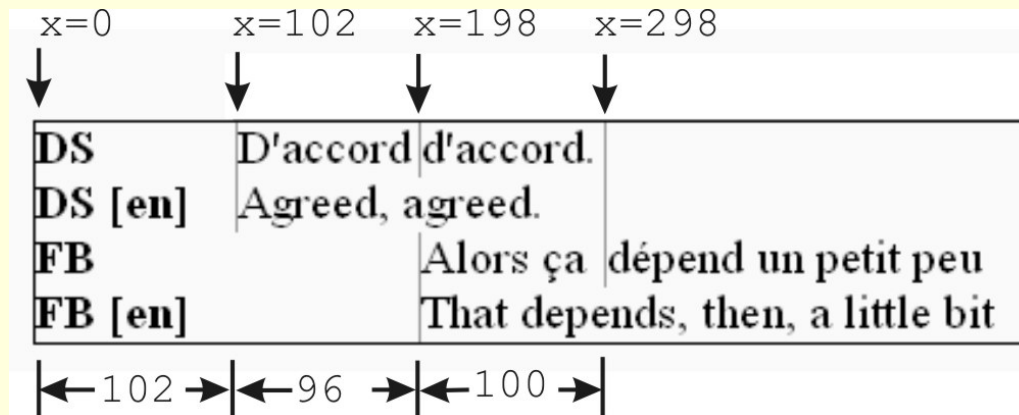 x=0 x=102 x=198 x=298
DS D'accord d'accord.
DS [en] Agreed, agreed.
FB Alors ça dépend un petit peu
FB [en] That depends, then, a little bit
102 96 100